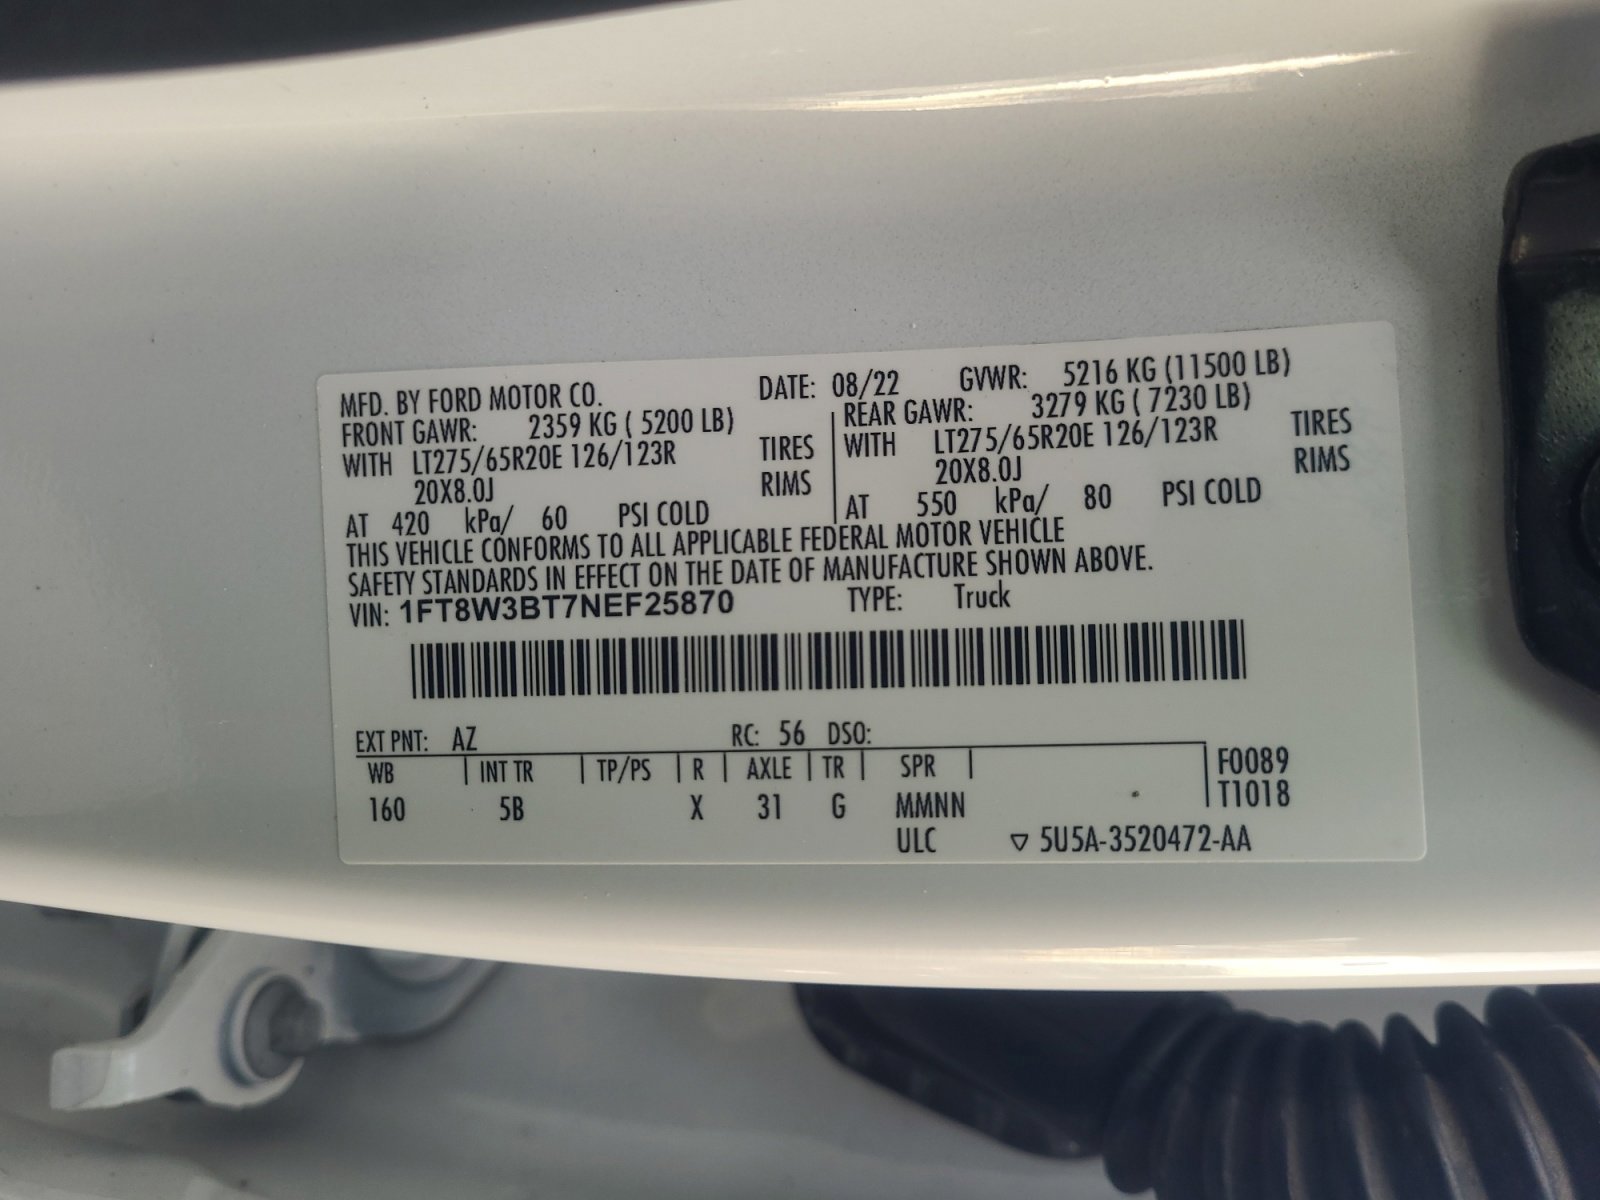 MFD. BY FORD MOTOR CO. DATE: 08/22 GVWR: 5216 KG (11500 LB)
FRONT GAWR: 2359 KG ( 5200 LB) REAR GAWR: 3279 KG ( 7230 LB)
WITH LT275/65R20E 126/123R TIRES WITH LT275/65R20E 126/123R TIRES
20X8.0J RIMS 20X8.0J RIMS
AT 420 kPa/ 60 PSI COLD AT 550 kPa/ 80 PSI COLD
THIS VEHICLE CONFORMS TO ALL APPLICABLE FEDERAL MOTOR VEHICLE
SAFETY STANDARDS IN EFFECT ON THE DATE OF MANUFACTURE SHOWN ABOVE.
VIN: 1FT8W3BT7NEF25870 TYPE: Truck
EXT PNT: AZ RC: 56 DSO:
WB INT TR TP/PS R AXLE TR SPR F0089
160 5B X 31 G MMNN T1018
ULC ▽ 5U5A-3520472-AA